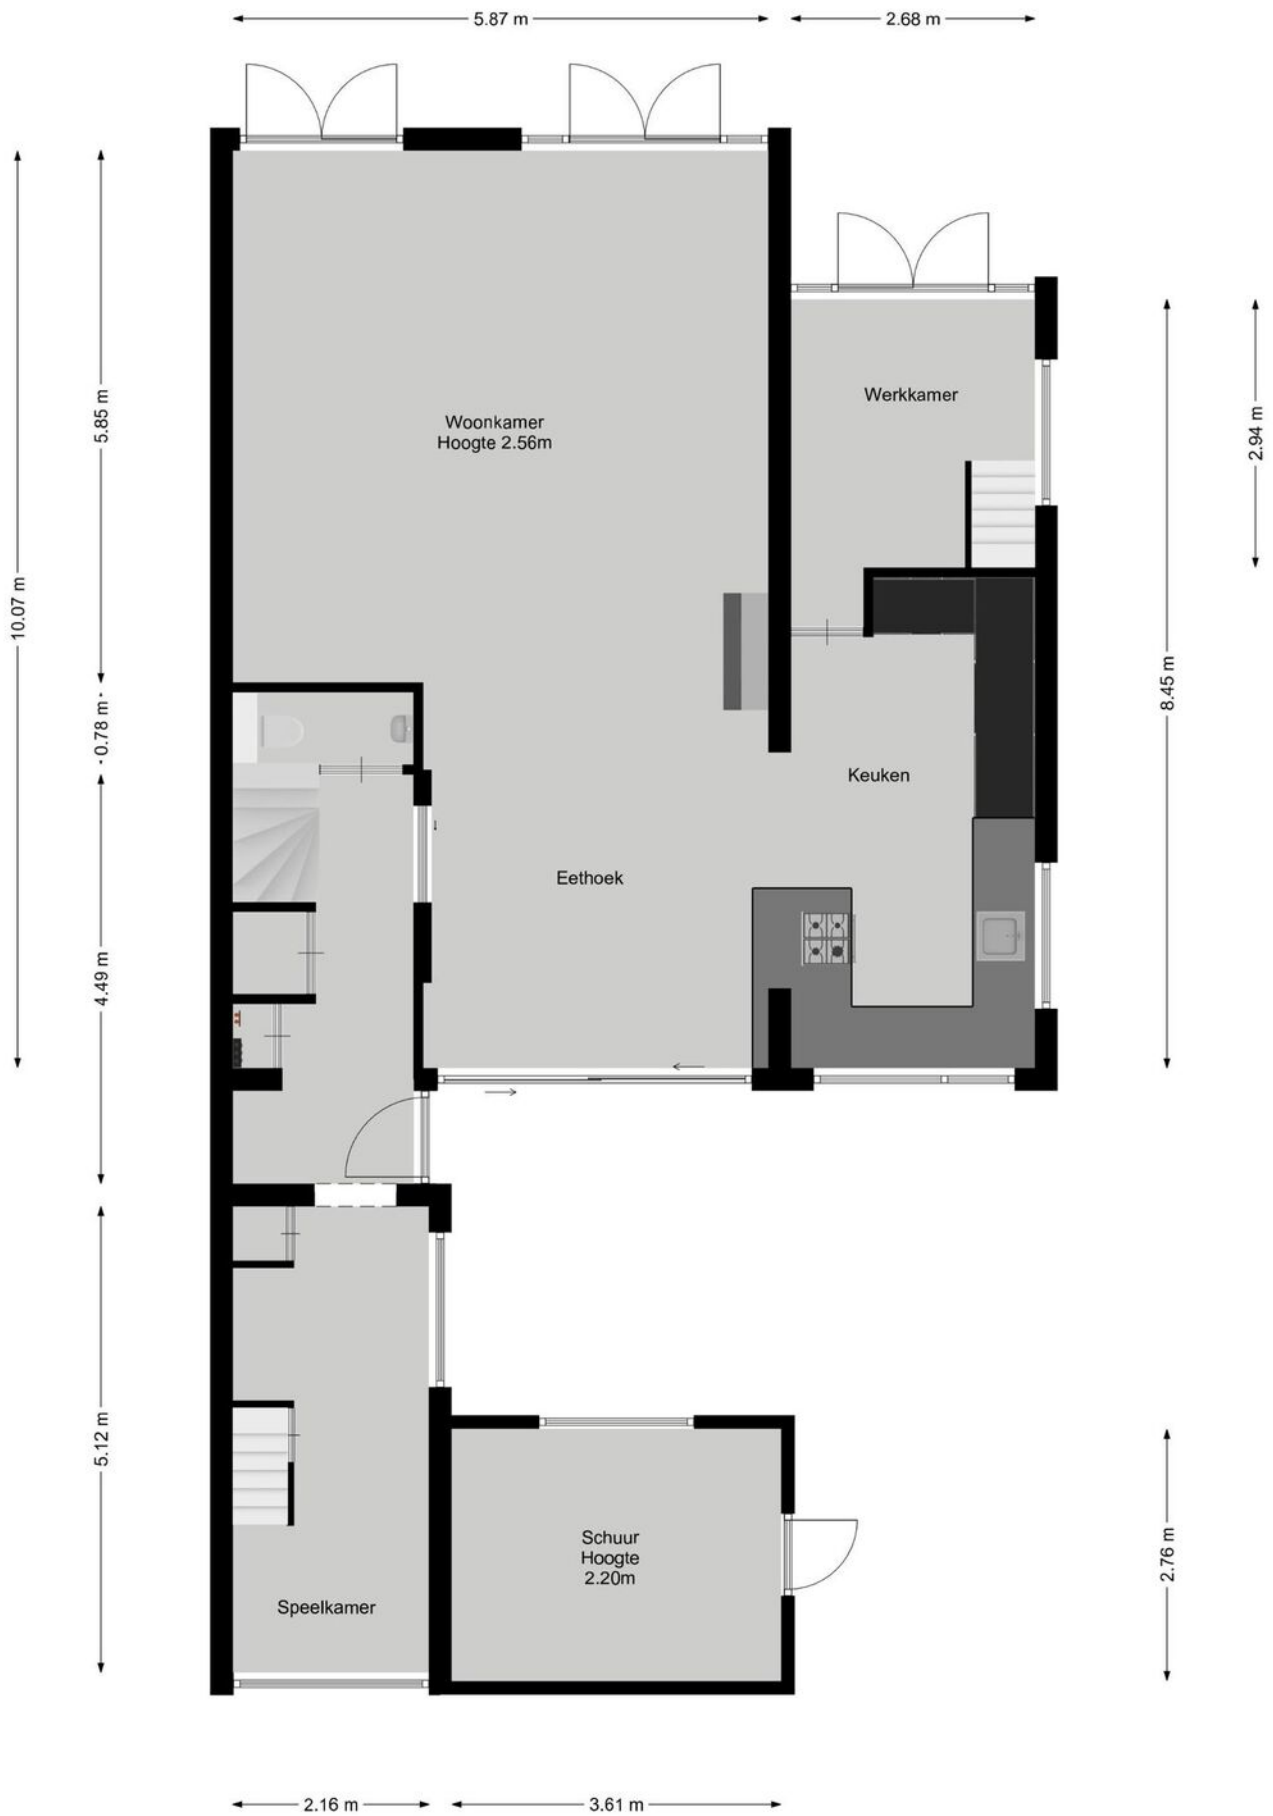 5.87 m
2.68 m
10.07 m
5.85 m
0.78 m
4.49 m
5.12 m
8.45 m
2.94 m
2.76 m
Woonkamer
Hoogte 2.56m
Werkkamer
Keuken
Eethoek
Schuur
Hoogte
2.20m
Speelkamer
2.16 m
3.61 m